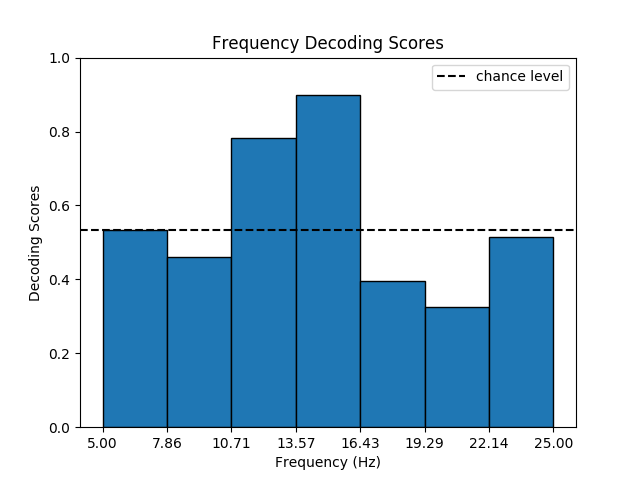 Frequency Decoding Scores
chance level
1.0
0.8
0.6
0.4
0.2
0.0
Decoding Scores
5.00 7.86 10.71 13.57 16.43 19.29 22.14 25.00
Frequency (Hz)